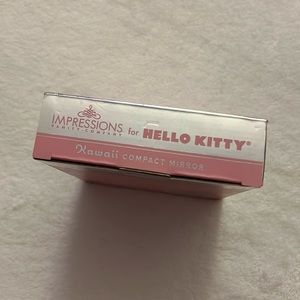 IMPRESSIONS
VANITY COMPANY
for HELLO KITTY®
Kawaii COMPACT MIRROR